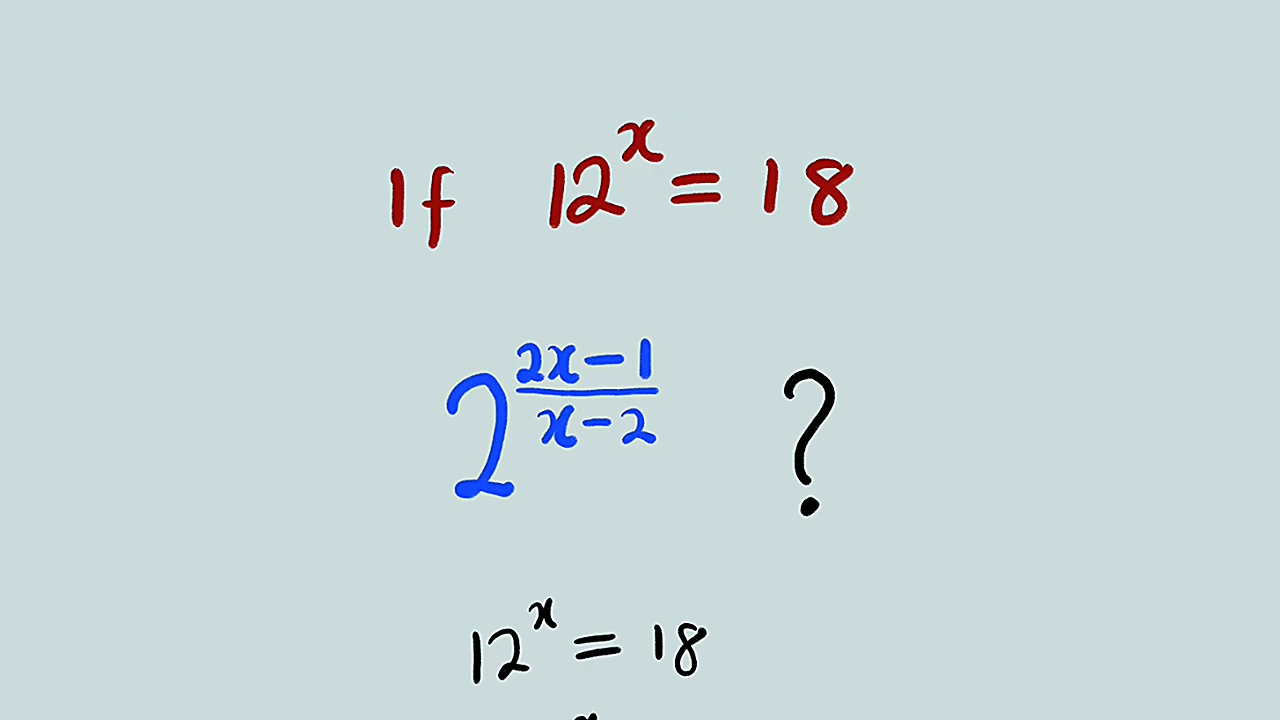 If 12^x = 18
2^((2x-1)/(x-2)) ?
12^x = 18